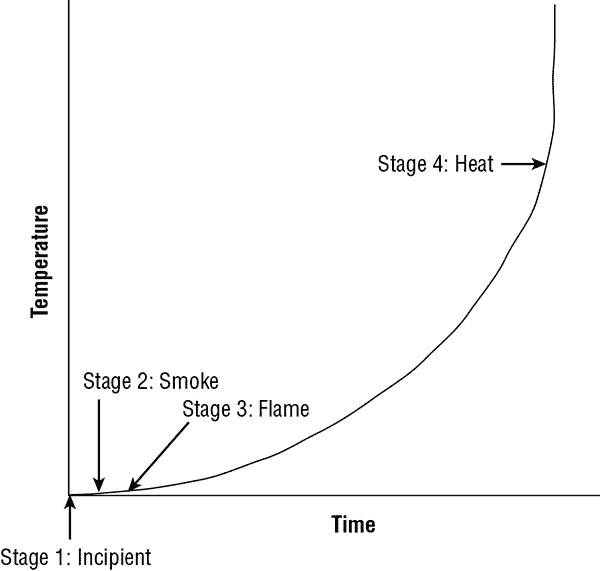 Stage 4: Heat
Temperature
Stage 2: Smoke
Stage 3: Flame
Time
Stage 1: Incipient